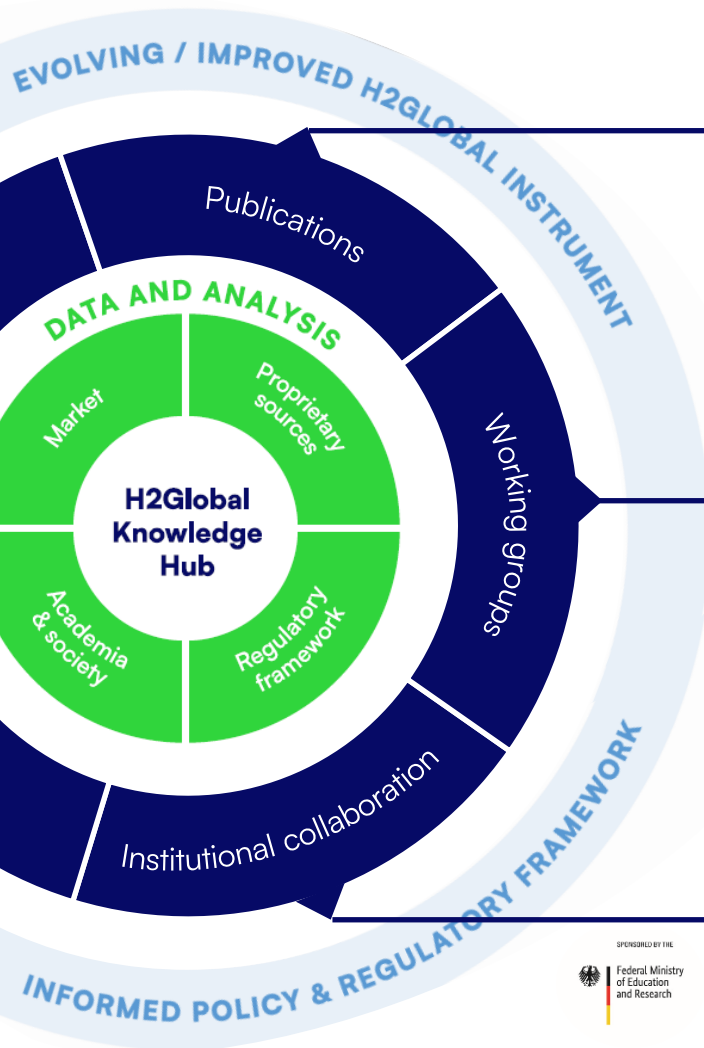 EVOLVING / IMPROVED H2GLOBAL INSTRUMENT
Publications
DATA AND ANALYSIS
Market
Proprietary
sources
Working groups
H2Global
Knowledge
Hub
Academia
& society
Regulatory
framework
Institutional collaboration
INFORMED POLICY & REGULATORY FRAMEWORK
SPONSORED BY THE
Federal Ministry
of Education
and Research